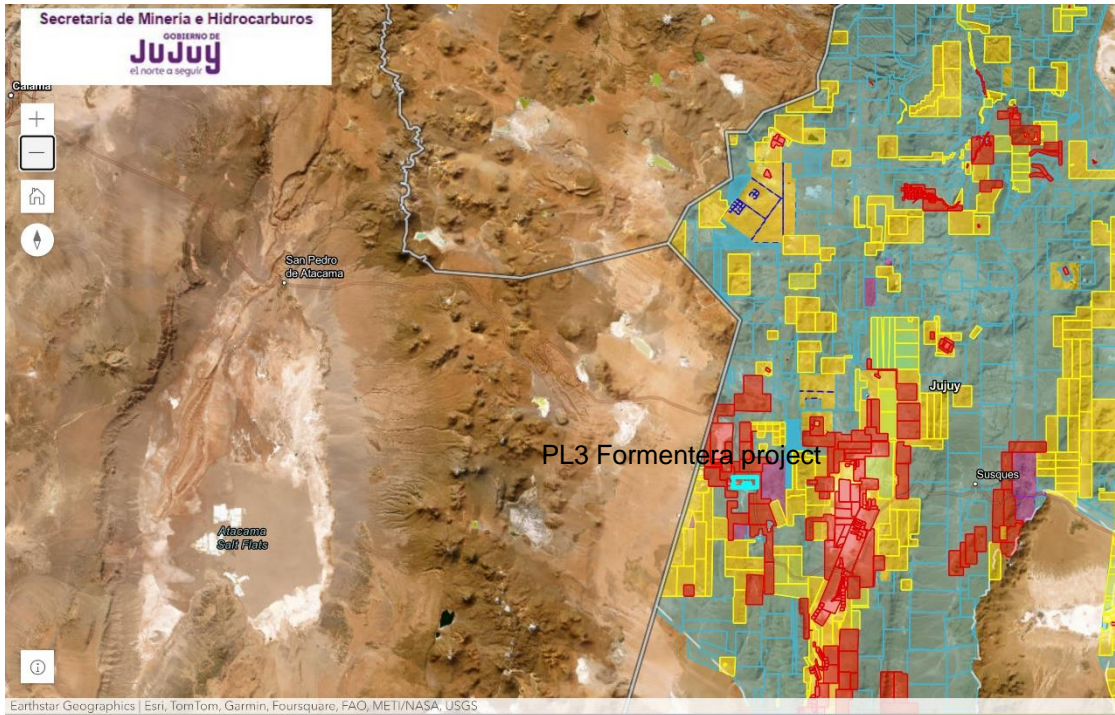 Secretaría de Minería e Hidrocarburos
GOBIERNO DE
JUJUY
el norte a seguir
Calama
San Pedro
de Atacama
Jujuy
PL3 Formentera project
Susques
Atacama
Salt Flats
Earthstar Geographics | Esri, TomTom, Garmin, Foursquare, FAO, METI/NASA, USGS